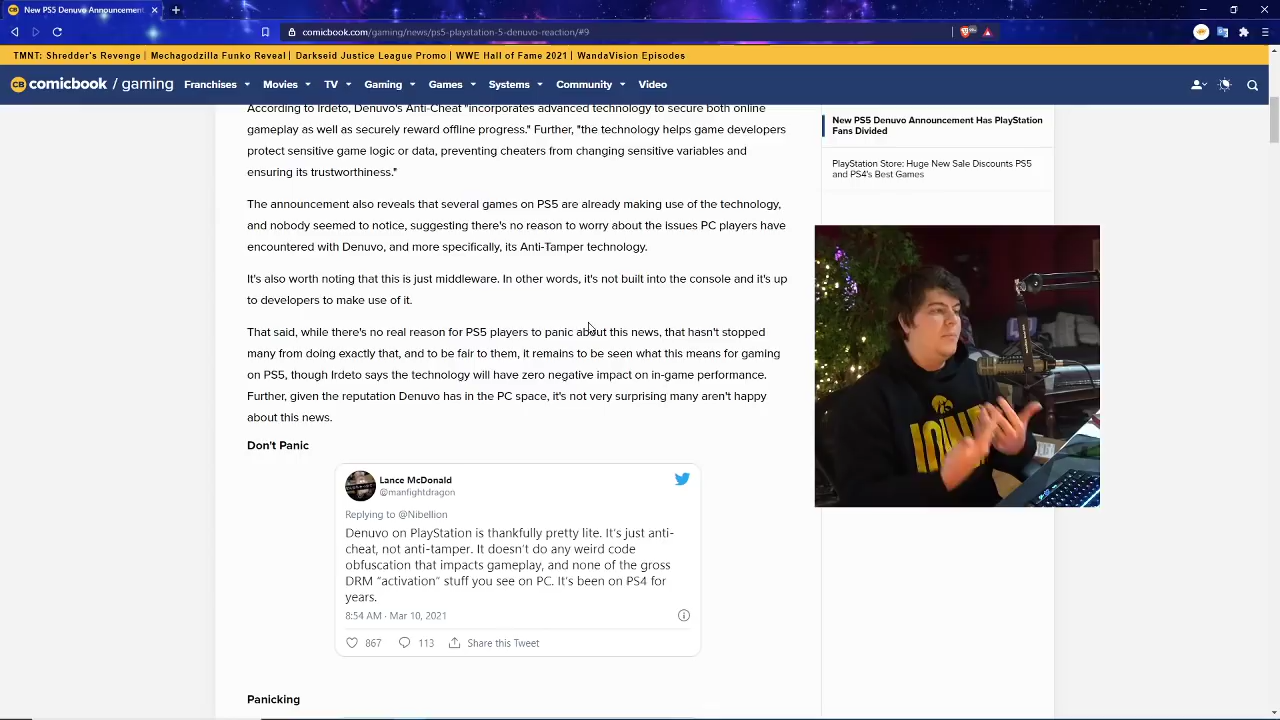 New PS5 Denuvo Announcement
comicbook.com/gaming/news/ps5-playstation-5-denuvo-reaction/#9
TMNT: Shredder's Revenge | Mechagodzilla Funko Reveal | Darkseid Justice League Promo | WWE Hall of Fame 2021 | WandaVision Episodes
CB comicbook / gaming Franchises Movies TV Gaming Games Systems Community Video
According to Irdeto, Denuvo's Anti-Cheat "incorporates advanced technology to secure both online
gameplay as well as securely reward offline progress." Further, "the technology helps game developers
protect sensitive game logic or data, preventing cheaters from changing sensitive variables and
ensuring its trustworthiness."
The announcement also reveals that several games on PS5 are already making use of the technology,
and nobody seemed to notice, suggesting there's no reason to worry about the issues PC players have
encountered with Denuvo, and more specifically, its Anti-Tamper technology.
It's also worth noting that this is just middleware. In other words, it's not built into the console and it's up
to developers to make use of it.
That said, while there's no real reason for PS5 players to panic about this news, that hasn't stopped
many from doing exactly that, and to be fair to them, it remains to be seen what this means for gaming
on PS5, though Irdeto says the technology will have zero negative impact on in-game performance.
Further, given the reputation Denuvo has in the PC space, it's not very surprising many aren't happy
about this news.
Don't Panic
Lance McDonald
@manfightdragon
Replying to @Nibellion
Denuvo on PlayStation is thankfully pretty lite. It's just anti-
cheat, not anti-tamper. It doesn't do any weird code
obfuscation that impacts gameplay, and none of the gross
DRM “activation” stuff you see on PC. It's been on PS4 for
years.
8:54 AM · Mar 10, 2021
867 113 Share this Tweet
Panicking
New PS5 Denuvo Announcement Has PlayStation
Fans Divided
PlayStation Store: Huge New Sale Discounts PS5
and PS4's Best Games